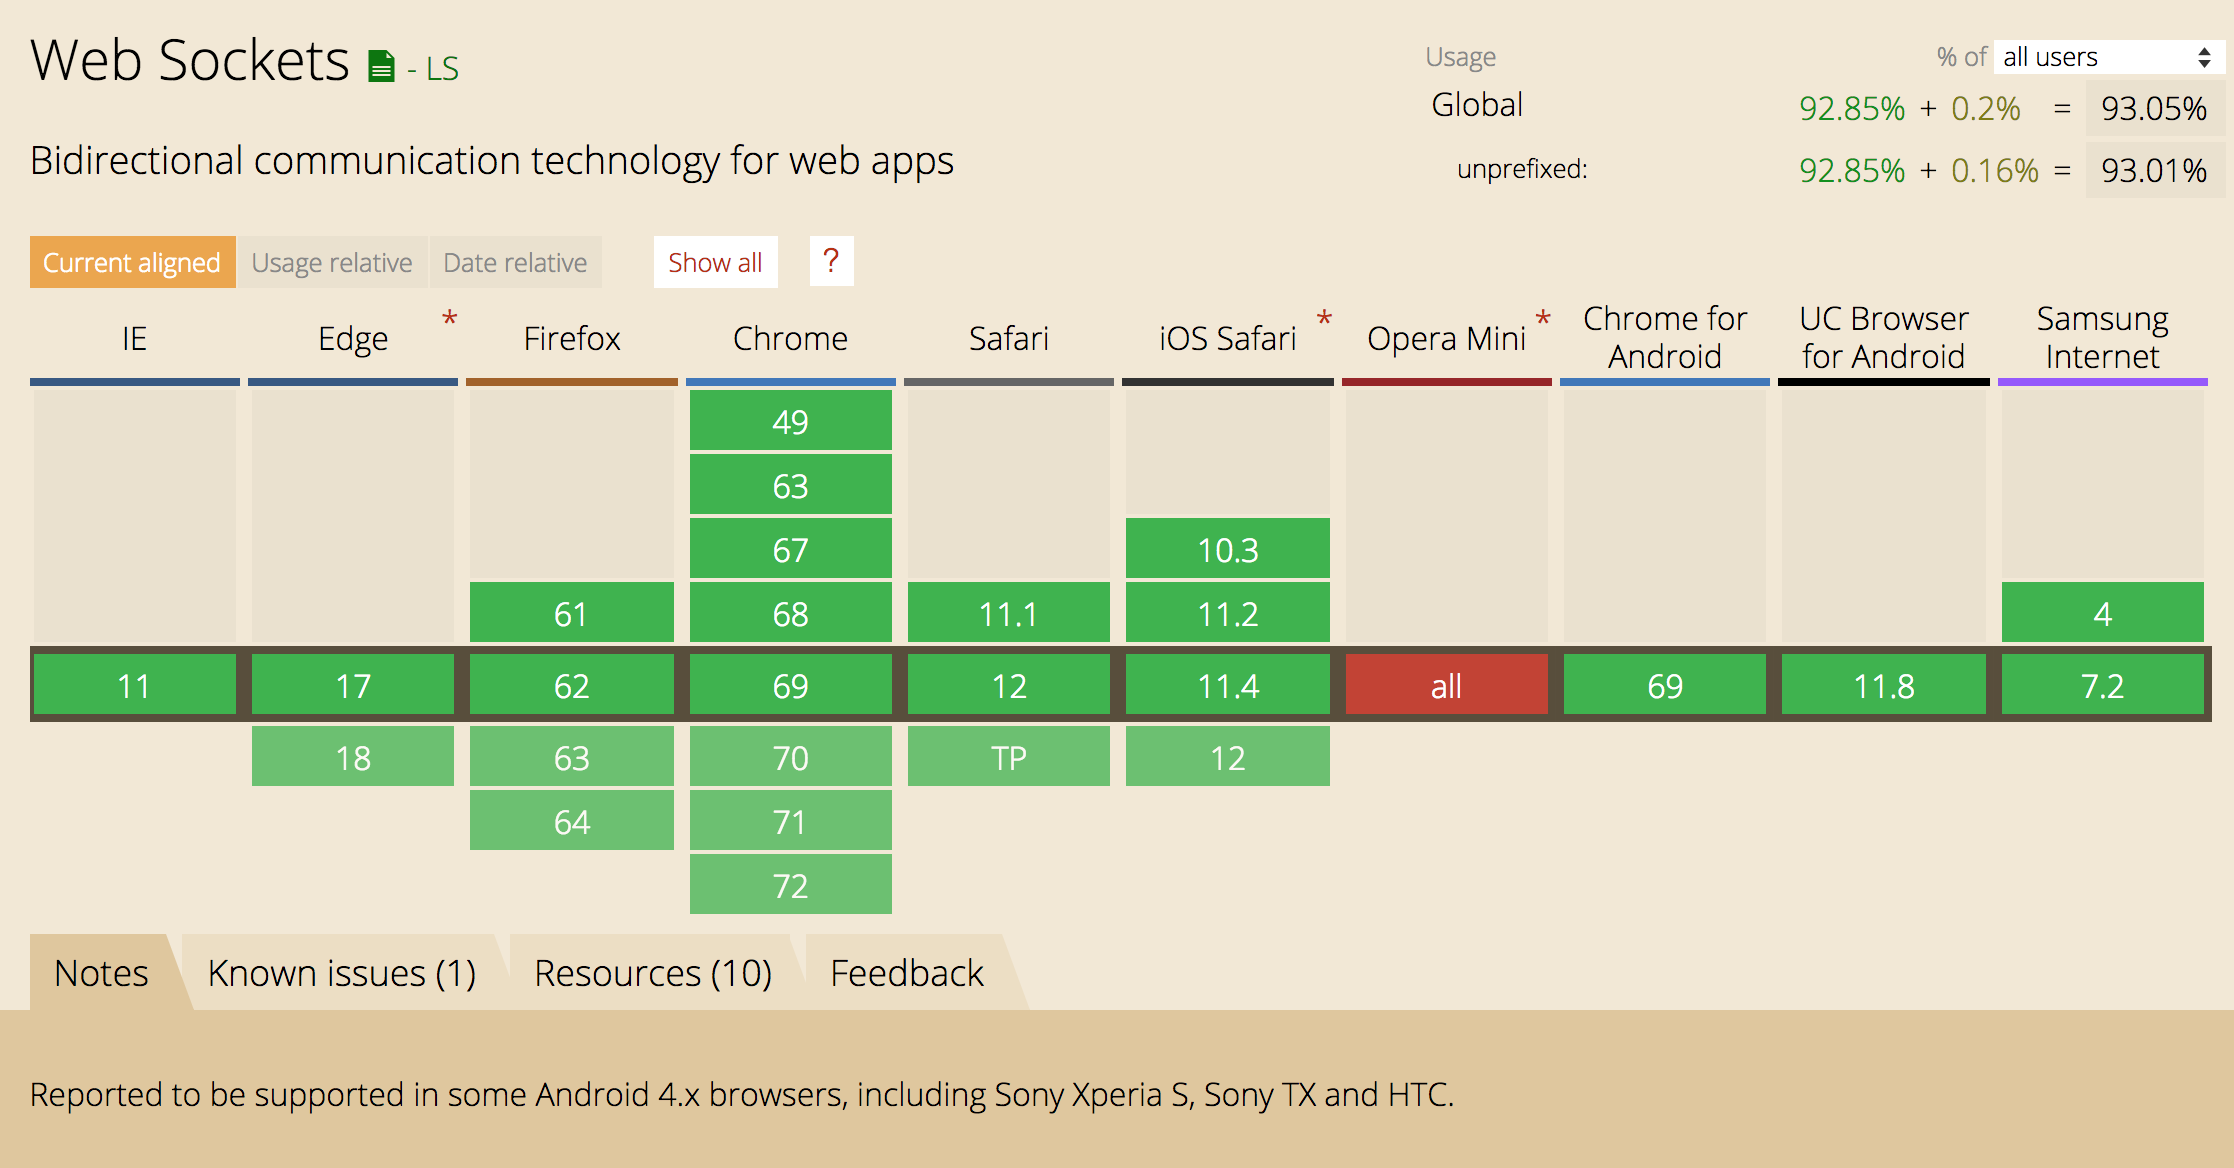 Web Sockets - LS
Usage % of all users
Global 92.85% + 0.2% = 93.05%
unprefixed: 92.85% + 0.16% = 93.01%
Bidirectional communication technology for web apps
Current aligned Usage relative Date relative Show all ?
IE Edge * Firefox Chrome Safari iOS Safari * Opera Mini * Chrome for Android UC Browser for Android Samsung Internet
49
63
67 10.3
61 68 11.1 11.2 4
11 17 62 69 12 11.4 all 69 11.8 7.2
18 63 70 TP 12
64 71
72
Notes Known issues (1) Resources (10) Feedback
Reported to be supported in some Android 4.x browsers, including Sony Xperia S, Sony TX and HTC.